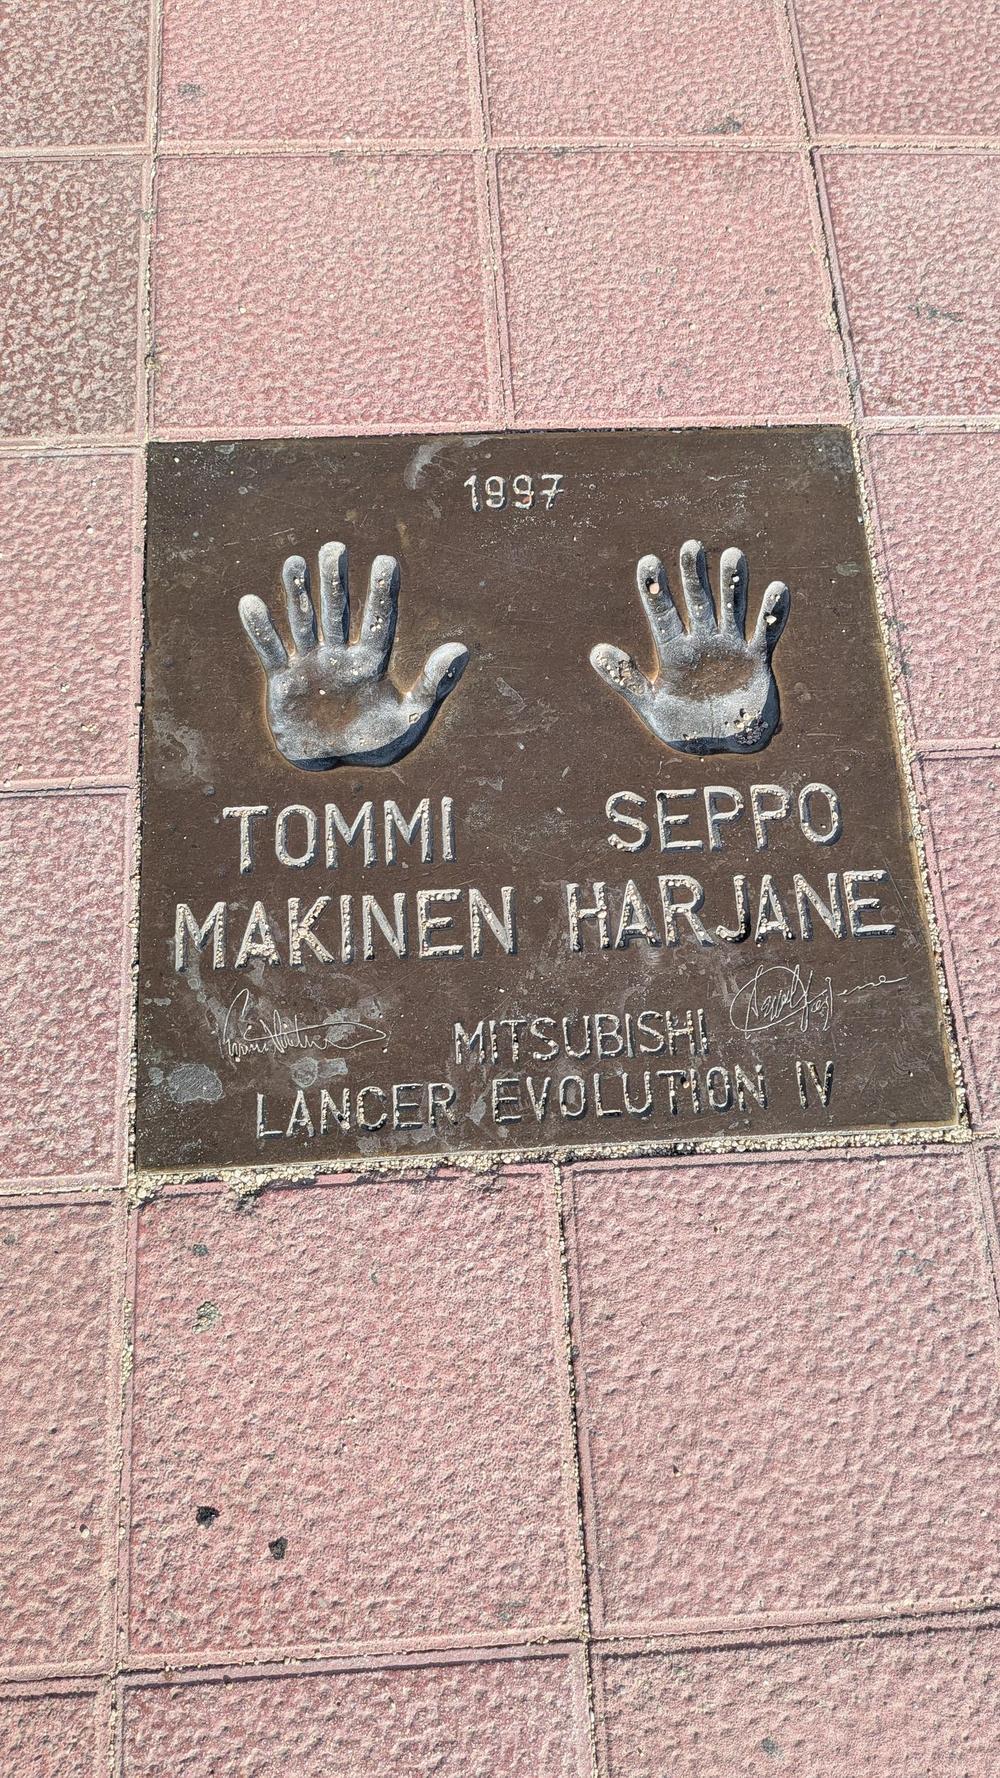 1997
TOMMI SEPPO
MAKINEN HARJANE
MITSUBISHI
LANCER EVOLUTION IV